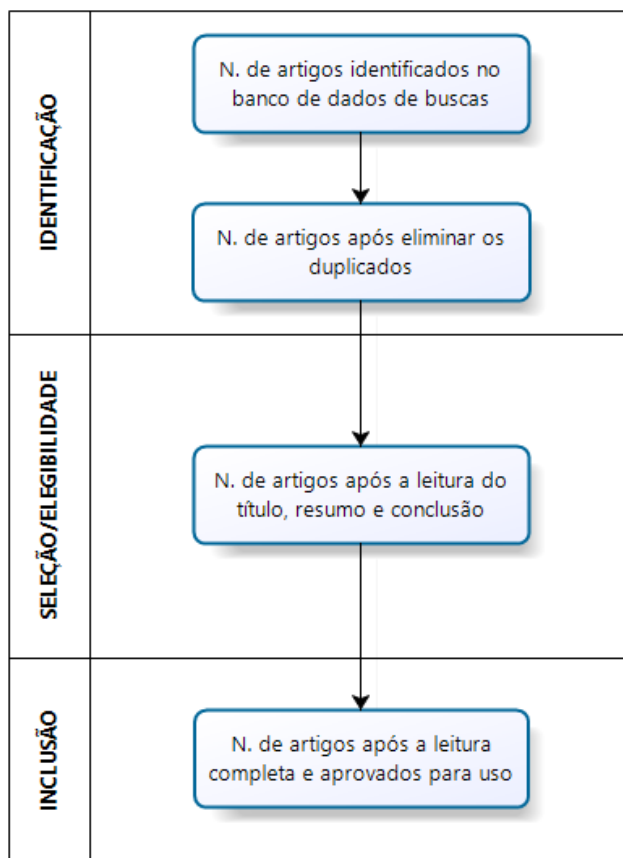 IDENTIFICAÇÃO
N. de artigos identificados no
banco de dados de buscas
N. de artigos após eliminar os
duplicados
SELEÇÃO/ELEGIBILIDADE
N. de artigos após a leitura do
título, resumo e conclusão
INCLUSÃO
N. de artigos após a leitura
completa e aprovados para uso